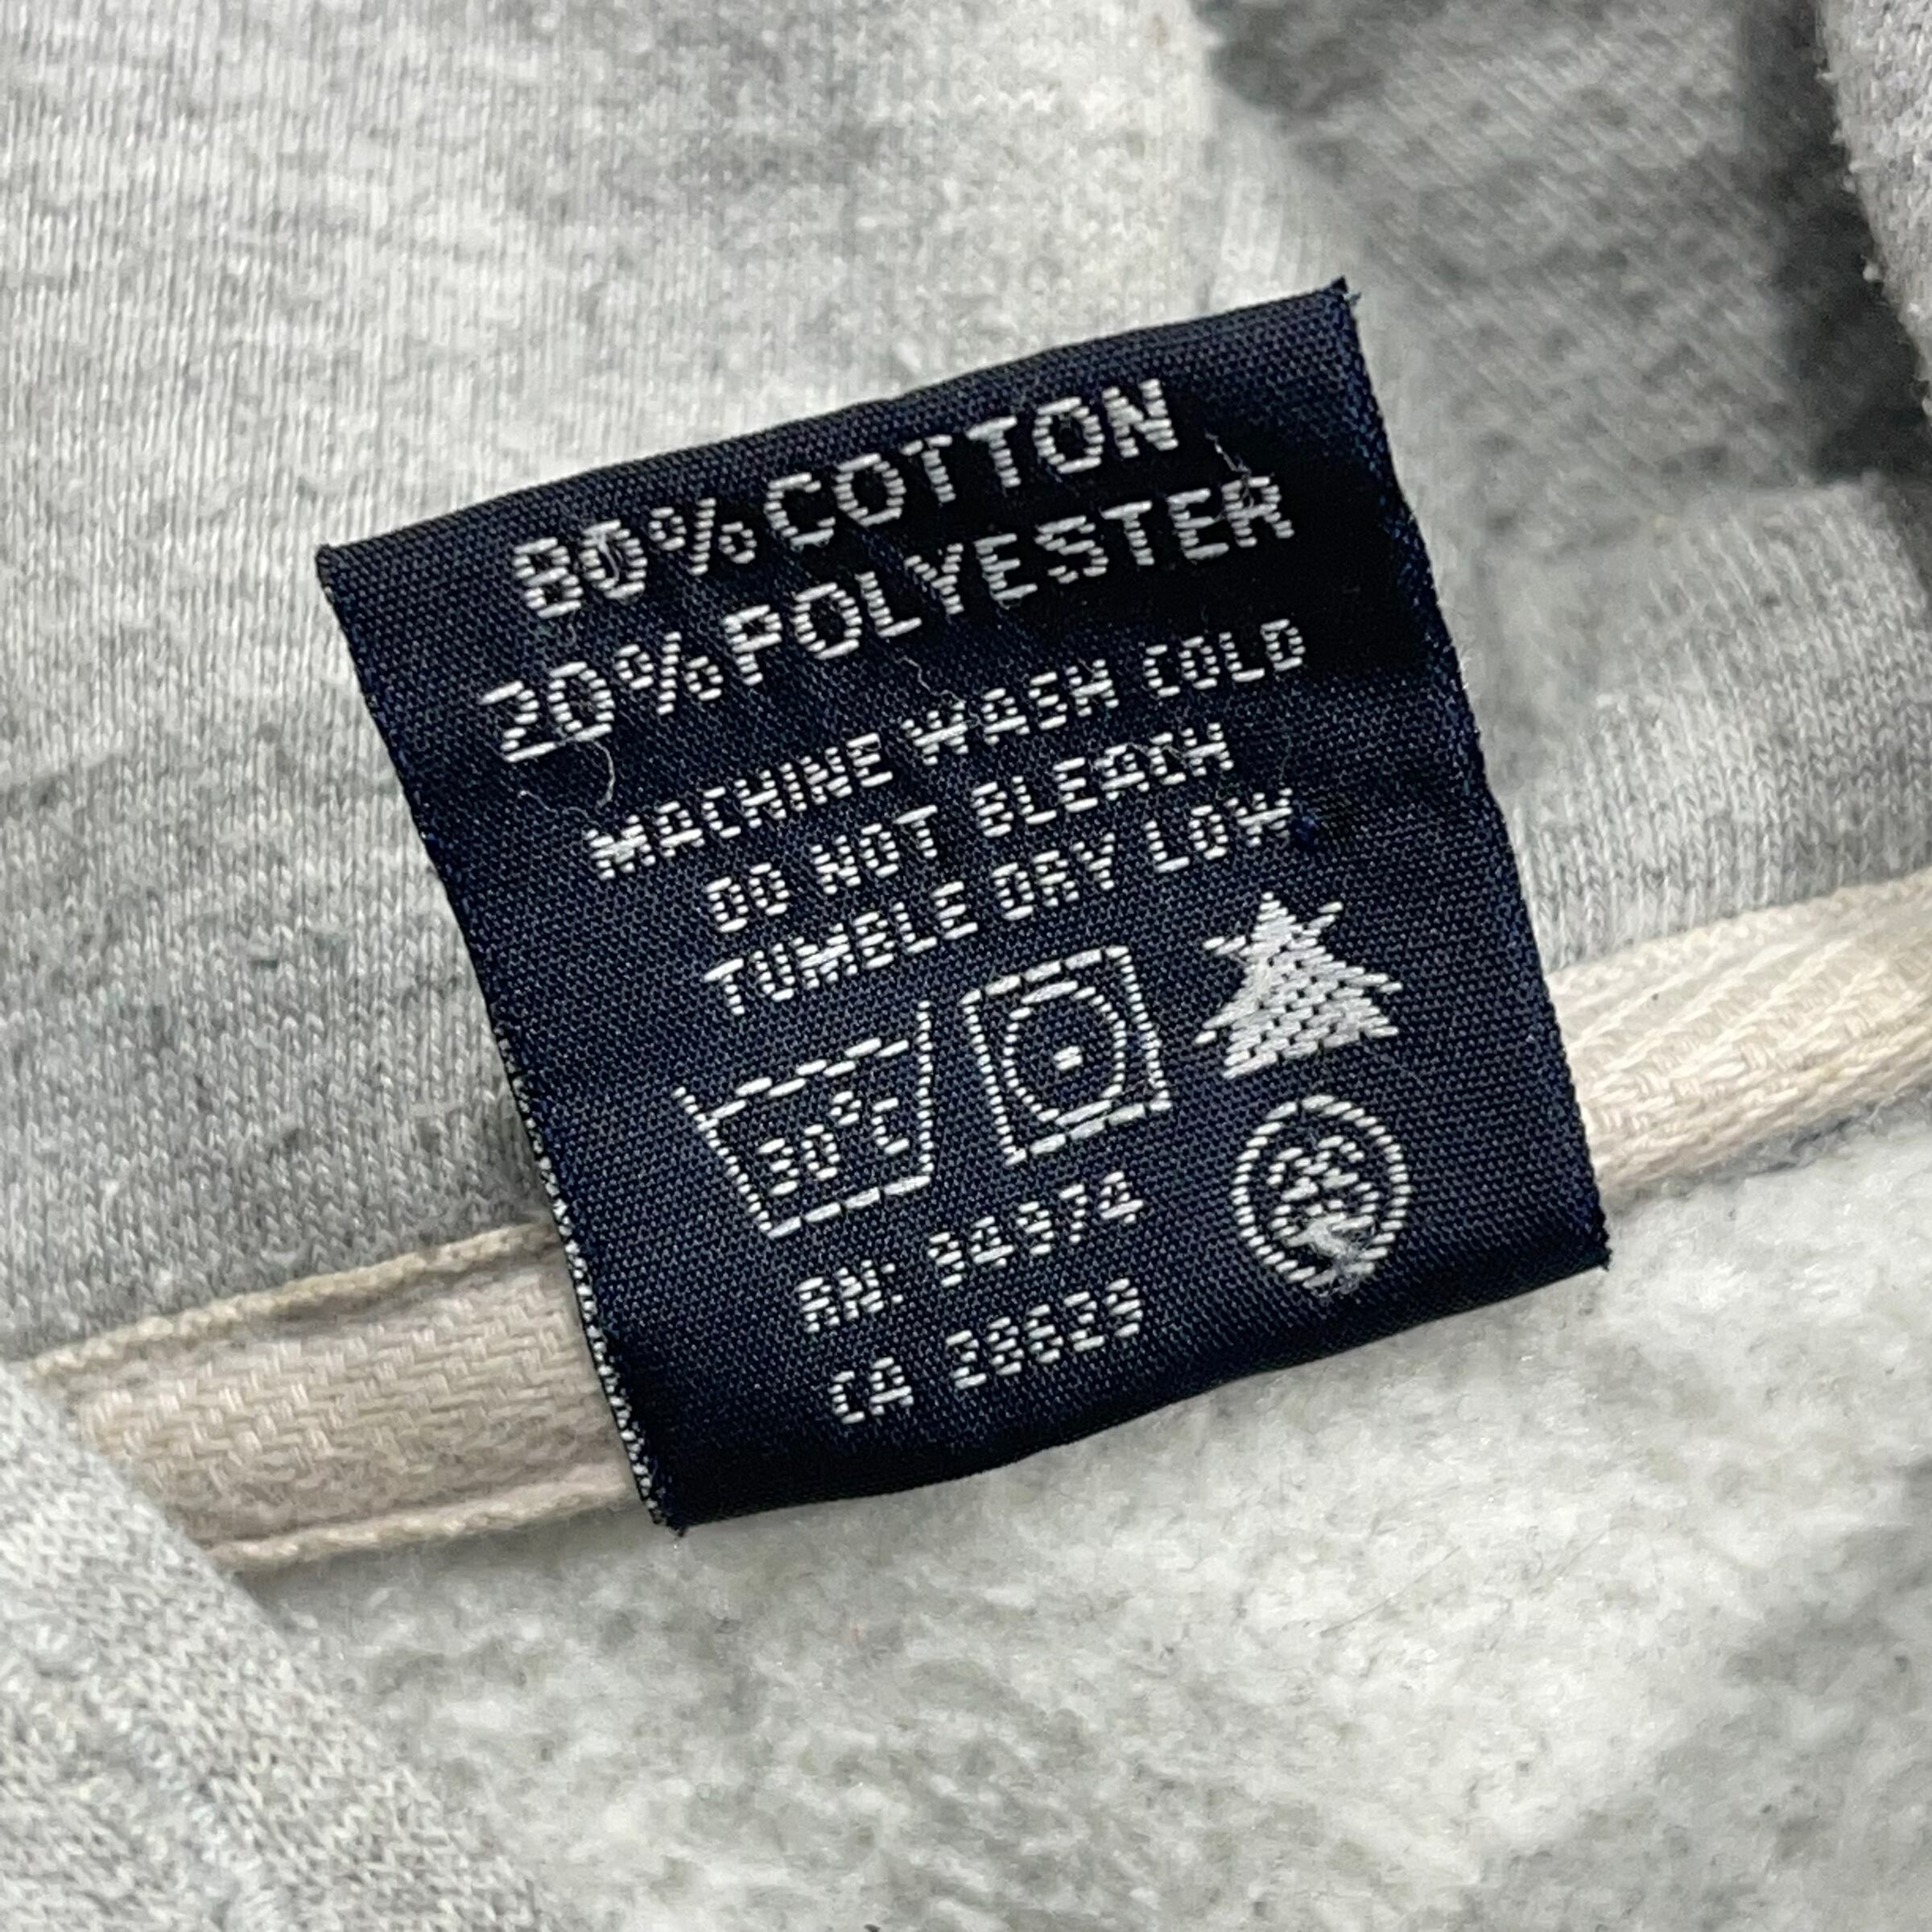 80% COTTON
20% POLYESTER
MACHINE WASH COLD
DO NOT BLEACH
TUMBLE DRY LOW
30°C
RN: 94974
CA 28629